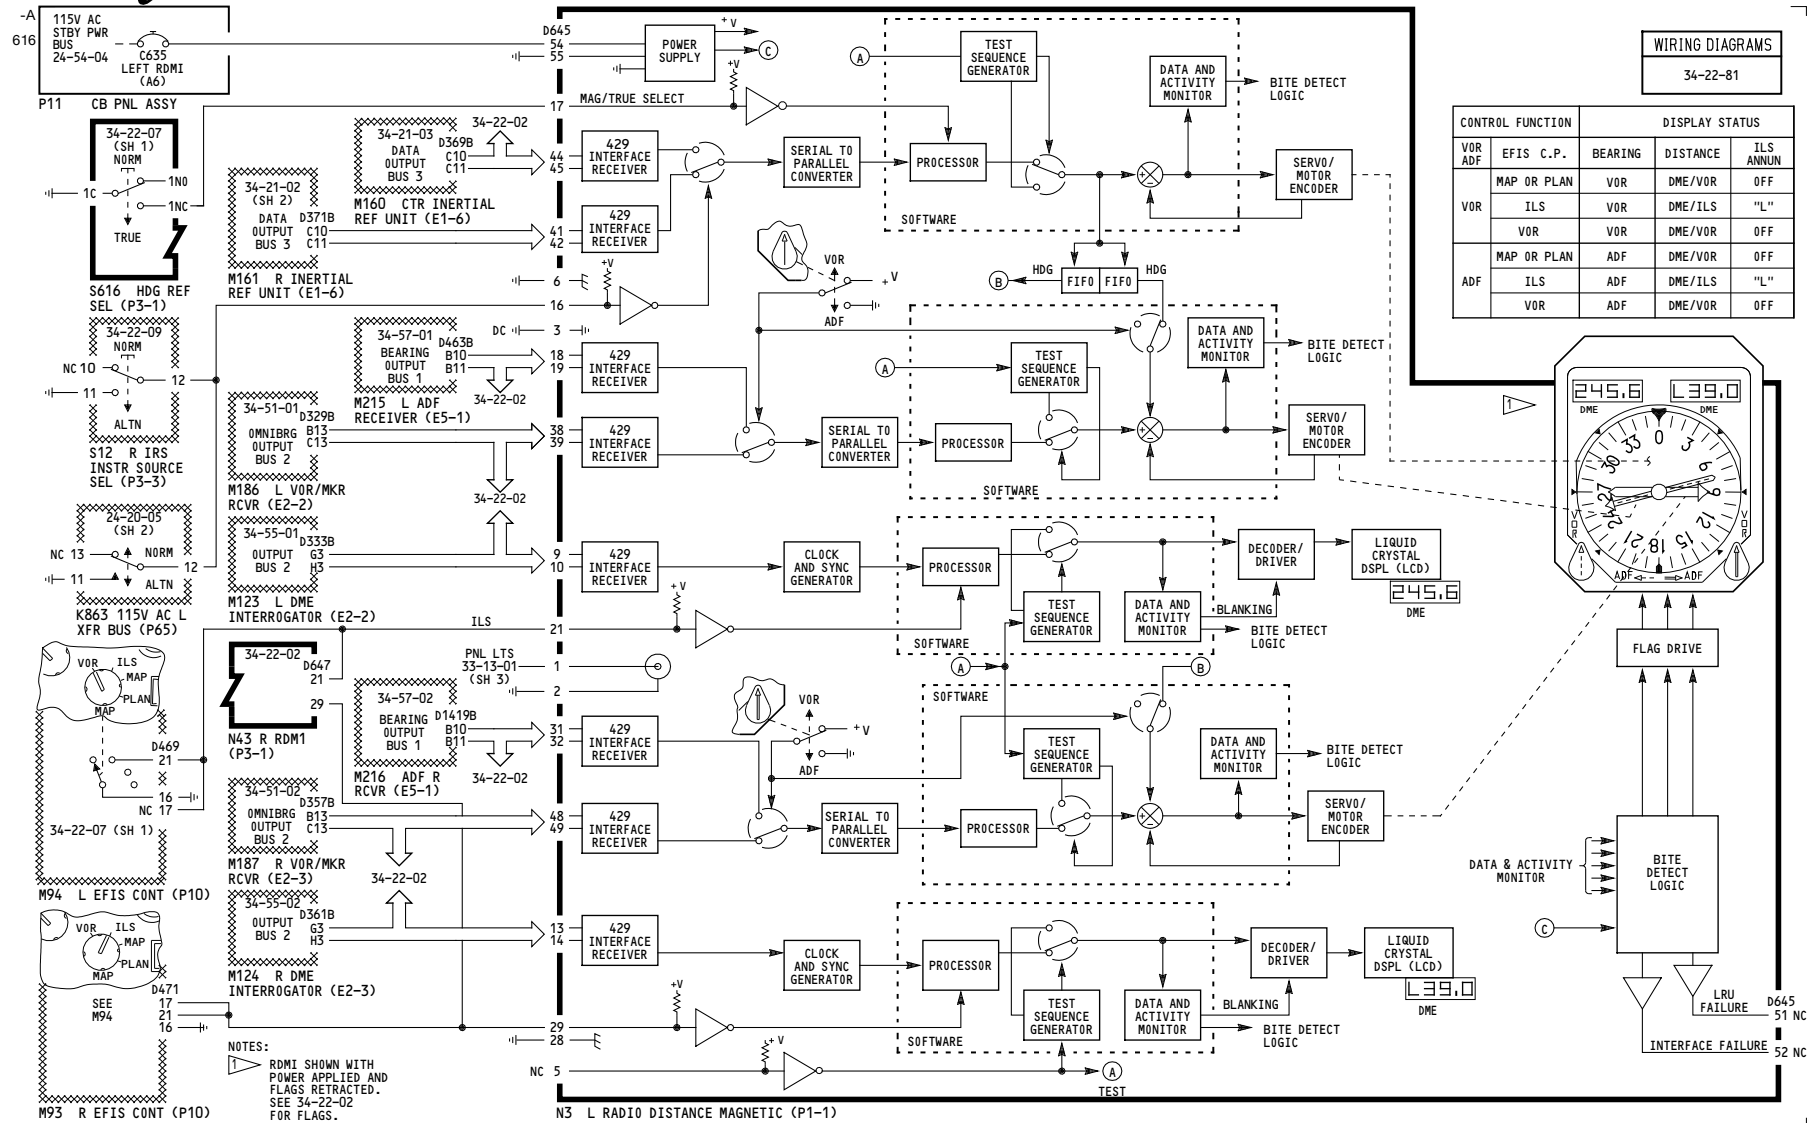 -A
616
115V AC
STBY PWR
BUS
24-54-04
C635
LEFT RDMI
(A6)
P11 CB PNL ASSY
34-22-07
(SH 1)
NORM
1C
1NO
1NC
TRUE
S616 HDG REF
SEL (P3-1)
34-22-09
NORM
NC 10
11
12
ALTN
S12 R IRS
INSTR SOURCE
SEL (P3-3)
24-20-05
(SH 2)
NC 13
NORM
12
11
ALTN
K863 115V AC L
XFR BUS (P65)
VOR
ILS
MAP
PLAN
MAP
D469
21
16
NC 17
34-22-07 (SH 1)
M94 L EFIS CONT (P10)
VOR
ILS
MAP
PLAN
MAP
SEE
M94
D471
17
21
16
M93 R EFIS CONT (P10)
34-21-03
DATA
OUTPUT
BUS 3
D369B
C10
C11
34-22-02
M160 CTR INERTIAL
REF UNIT (E1-6)
34-21-02
(SH 2)
DATA
OUTPUT
BUS 3
D371B
C10
C11
M161 R INERTIAL
REF UNIT (E1-6)
34-57-01
BEARING
OUTPUT
BUS 1
D463B
B10
B11
34-22-02
M215 L ADF
RECEIVER (E5-1)
34-51-01
OMNIBRG
OUTPUT
BUS 2
D329B
B13
C13
M186 L VOR/MKR
RCVR (E2-2)
34-22-02
34-55-01
OUTPUT
BUS 2
D333B
G3
H3
M123 L DME
INTERROGATOR (E2-2)
ILS
34-22-02
D647
21
29
N43 R RDM1
(P3-1)
PNL LTS
33-13-01
(SH 3)
34-57-02
BEARING
OUTPUT
BUS 1
D1419B
B10
B11
34-22-02
M216 ADF R
RCVR (E5-1)
34-51-02
OMNIBRG
OUTPUT
BUS 2
D357B
B13
C13
M187 R VOR/MKR
RCVR (E2-3)
34-22-02
34-55-02
OUTPUT
BUS 2
D361B
G3
H3
M124 R DME
INTERROGATOR (E2-3)
NOTES:
1
RDMI SHOWN WITH
POWER APPLIED AND
FLAGS RETRACTED.
SEE 34-22-02
FOR FLAGS.
D645
54
55
17
44
45
41
42
6
16
DC
3
18
19
38
39
9
10
21
1
2
31
32
48
49
13
14
29
28
NC 5
POWER
SUPPLY
+V
C
MAG/TRUE SELECT
+V
429
INTERFACE
RECEIVER
429
INTERFACE
RECEIVER
SERIAL TO
PARALLEL
CONVERTER
A
TEST
SEQUENCE
GENERATOR
PROCESSOR
DATA AND
ACTIVITY
MONITOR
BITE DETECT
LOGIC
SERVO/
MOTOR
ENCODER
+
-
SOFTWARE
+V
VOR
+V
ADF
B
HDG
FIFO
FIFO
HDG
429
INTERFACE
RECEIVER
429
INTERFACE
RECEIVER
SERIAL TO
PARALLEL
CONVERTER
A
TEST
SEQUENCE
GENERATOR
PROCESSOR
DATA AND
ACTIVITY
MONITOR
BITE DETECT
LOGIC
SERVO/
MOTOR
ENCODER
+
-
SOFTWARE
429
INTERFACE
RECEIVER
CLOCK
AND SYNC
GENERATOR
PROCESSOR
TEST
SEQUENCE
GENERATOR
DATA AND
ACTIVITY
MONITOR
DECODER/
DRIVER
LIQUID
CRYSTAL
DSPL (LCD)
245.6
DME
BLANKING
BITE DETECT
LOGIC
SOFTWARE
+V
A
B
SOFTWARE
VOR
+V
ADF
429
INTERFACE
RECEIVER
429
INTERFACE
RECEIVER
SERIAL TO
PARALLEL
CONVERTER
TEST
SEQUENCE
GENERATOR
PROCESSOR
DATA AND
ACTIVITY
MONITOR
BITE DETECT
LOGIC
SERVO/
MOTOR
ENCODER
+
-
429
INTERFACE
RECEIVER
CLOCK
AND SYNC
GENERATOR
PROCESSOR
TEST
SEQUENCE
GENERATOR
DATA AND
ACTIVITY
MONITOR
DECODER/
DRIVER
LIQUID
CRYSTAL
DSPL (LCD)
L39.0
DME
BLANKING
BITE DETECT
LOGIC
SOFTWARE
+V
+V
A
TEST
N3 L RADIO DISTANCE MAGNETIC (P1-1)
WIRING DIAGRAMS
34-22-81
CONTROL FUNCTION DISPLAY STATUS
VOR ADF EFIS C.P. BEARING DISTANCE ILS ANNUN
VOR MAP OR PLAN VOR DME/VOR OFF
ILS VOR DME/ILS "L"
VOR VOR DME/VOR OFF
ADF MAP OR PLAN ADF DME/VOR OFF
ILS ADF DME/ILS "L"
VOR ADF DME/VOR OFF
1
245.6
L39.0
DME
DME
0
3
6
9
12
15
18
21
24
27
30
33
VOR
VOR
ADF
ADF
FLAG DRIVE
DATA & ACTIVITY
MONITOR
BITE
DETECT
LOGIC
C
LRU
FAILURE
D645
51 NC
INTERFACE FAILURE
52 NC